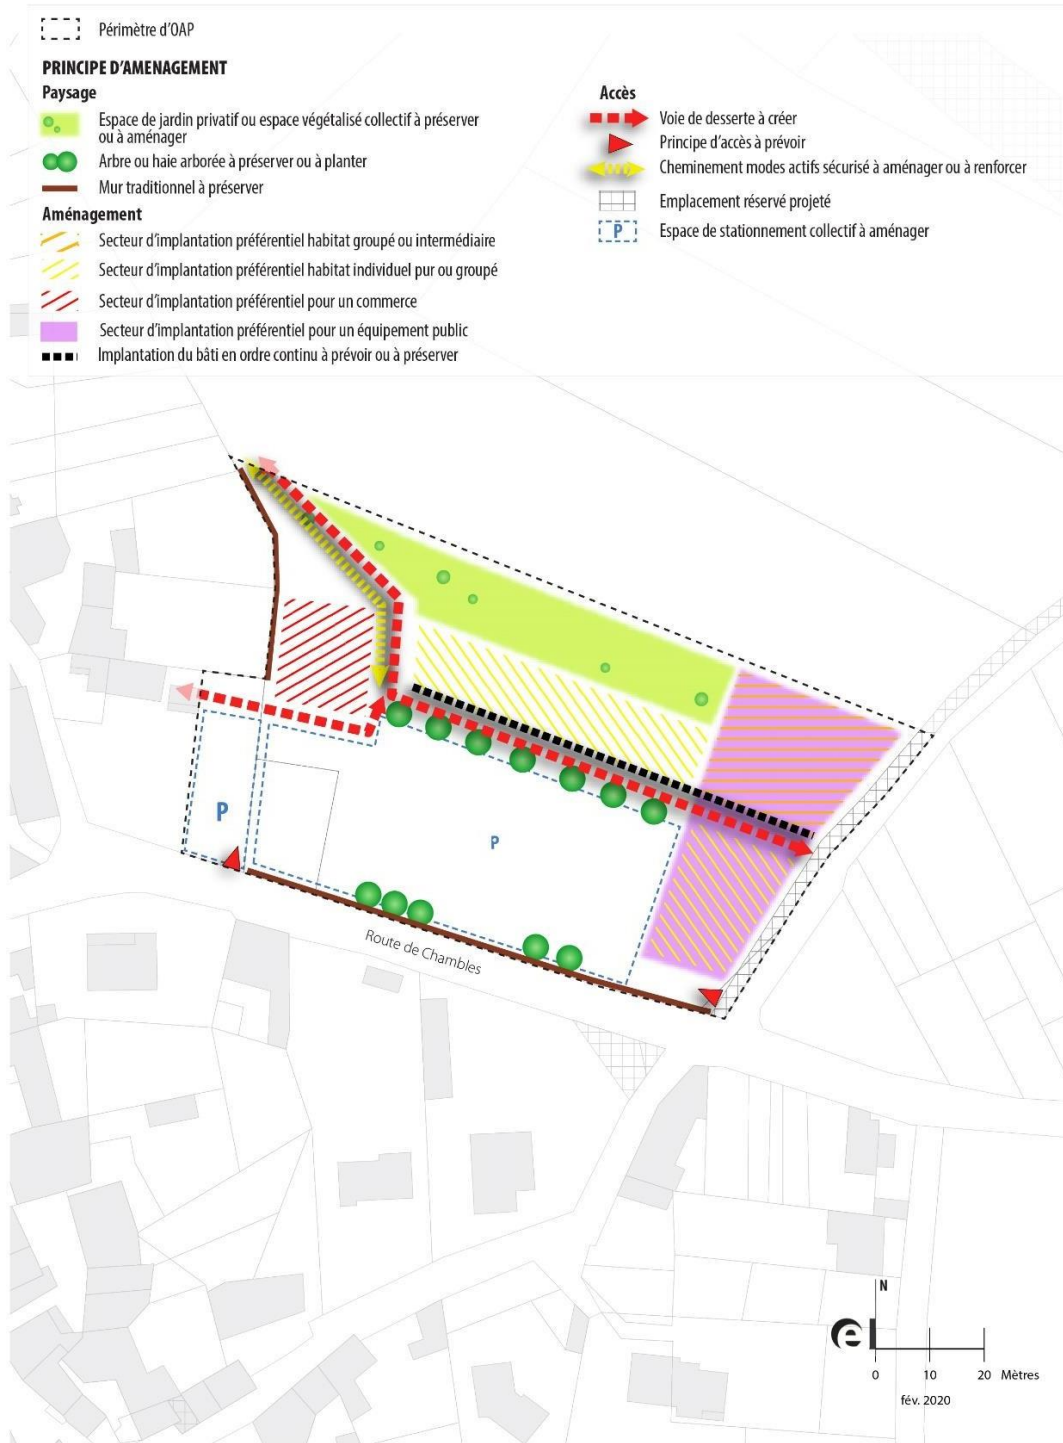 Périmètre d'OAP
PRINCIPE D'AMENAGEMENT
Paysage
Espace de jardin privatif ou espace végétalisé collectif à préserver
ou à aménager
Arbre ou haie arborée à préserver ou à planter
Mur traditionnel à préserver
Aménagement
Secteur d'implantation préférentiel habitat groupé ou intermédiaire
Secteur d'implantation préférentiel habitat individuel pur ou groupé
Secteur d'implantation préférentiel pour un commerce
Secteur d'implantation préférentiel pour un équipement public
Implantation du bâti en ordre continu à prévoir ou à préserver
Accès
Voie de desserte à créer
Principe d'accès à prévoir
Cheminement modes actifs sécurisé à aménager ou à renforcer
Emplacement réservé projeté
P
Espace de stationnement collectif à aménager
P
P
Route de Chambles
N
e
0 10 20 Mètres
fév. 2020